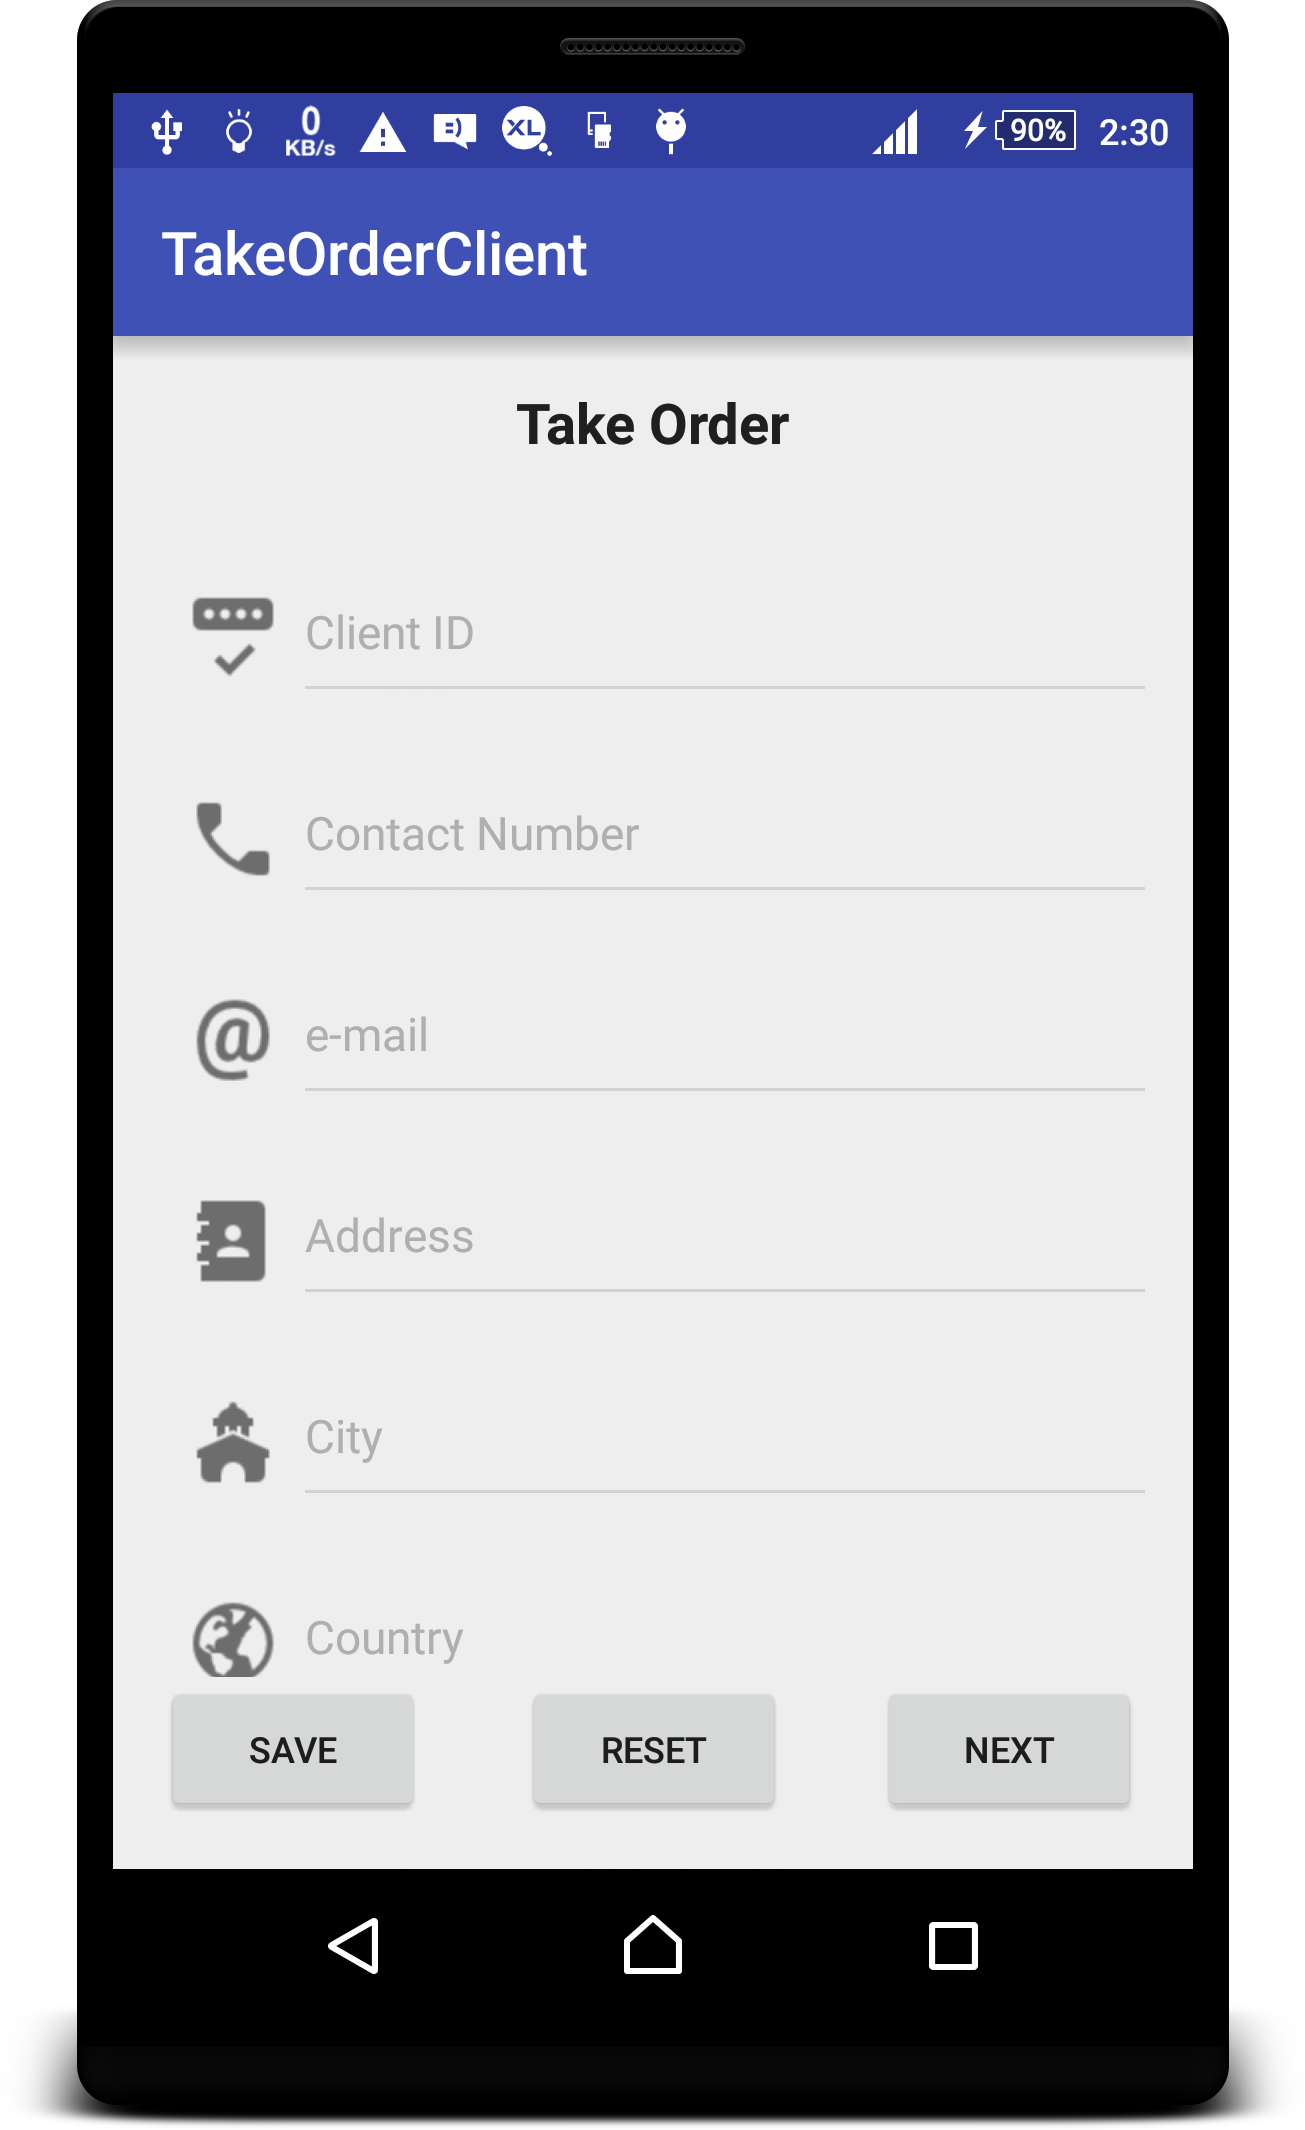 0
KB/s
=)
XL
90%
2:30
TakeOrderClient
Take Order
Client ID
Contact Number
@
e-mail
Address
City
Country
SAVE
RESET
NEXT